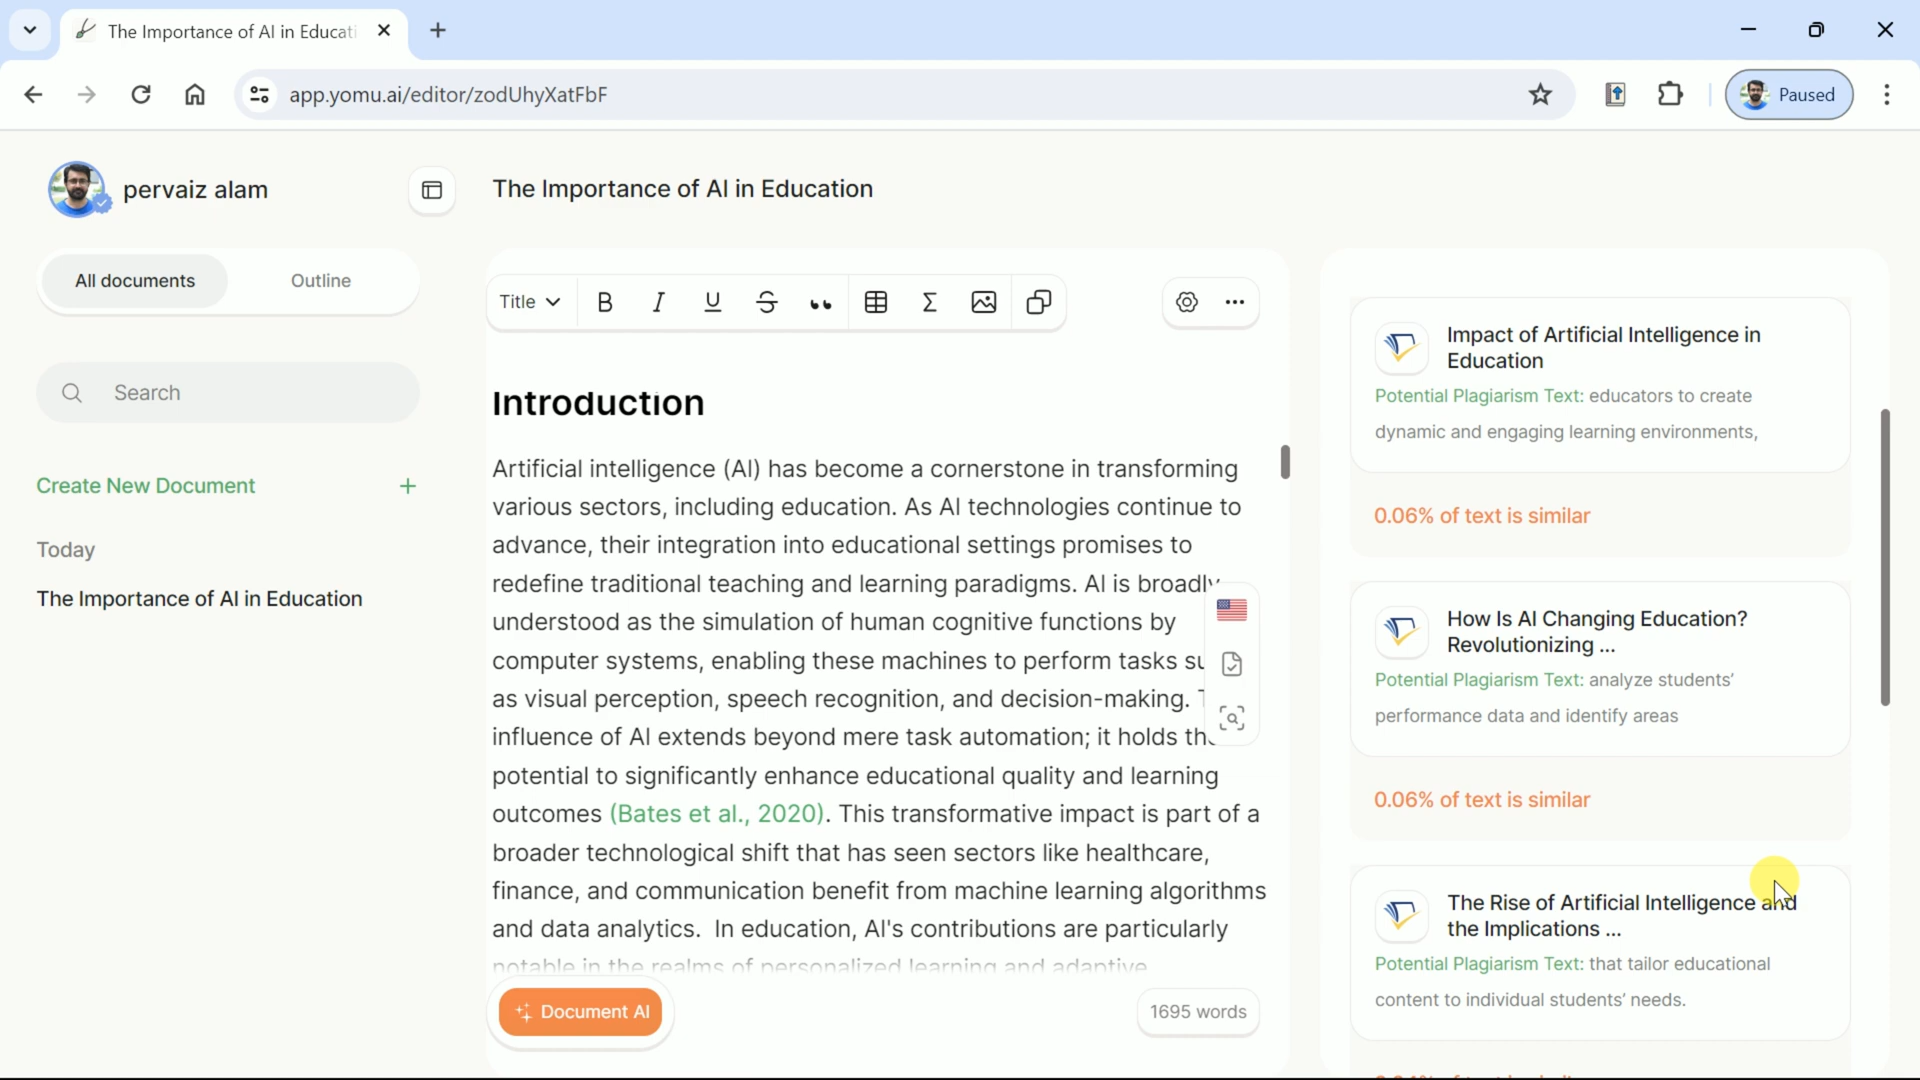 The Importance of AI in Educati
app.yomu.ai/editor/zodUhyXatFbF
Paused
pervaiz alam
The Importance of AI in Education
All documents
Outline
Search
Create New Document
Today
The Importance of AI in Education
Title
Introduction
Artificial intelligence (AI) has become a cornerstone in transforming
various sectors, including education. As AI technologies continue to
advance, their integration into educational settings promises to
redefine traditional teaching and learning paradigms. AI is broadly
understood as the simulation of human cognitive functions by
computer systems, enabling these machines to perform tasks su
as visual perception, speech recognition, and decision-making. T
influence of AI extends beyond mere task automation; it holds the
potential to significantly enhance educational quality and learning
outcomes (Bates et al., 2020). This transformative impact is part of a
broader technological shift that has seen sectors like healthcare,
finance, and communication benefit from machine learning algorithms
and data analytics.  In education, AI's contributions are particularly
notable in the realms of personalized learning and adaptive
Document AI
1695 words
Impact of Artificial Intelligence in
Education
Potential Plagiarism Text: educators to create
dynamic and engaging learning environments,
0.06% of text is similar
How Is AI Changing Education?
Revolutionizing ...
Potential Plagiarism Text: analyze students’
performance data and identify areas
0.06% of text is similar
The Rise of Artificial Intelligence and
the Implications ...
Potential Plagiarism Text: that tailor educational
content to individual students’ needs.